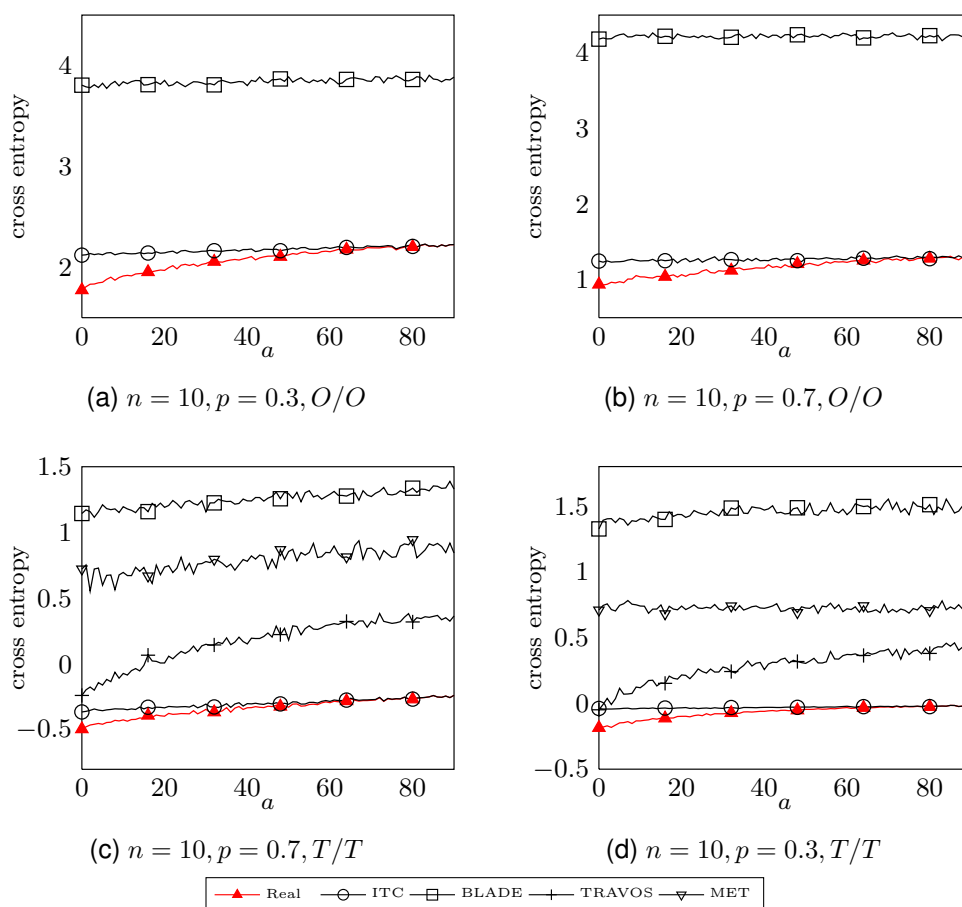 cross entropy
4
3
2
0 20 40 60 80
a
(a) n = 10, p = 0.3, O/O
cross entropy
4
3
2
1
0 20 40 60 80
a
(b) n = 10, p = 0.7, O/O
cross entropy
1.5
1
0.5
0
−0.5
0 20 40 60 80
a
(c) n = 10, p = 0.7, T/T
cross entropy
1.5
1
0.5
0
−0.5
0 20 40 60 80
a
(d) n = 10, p = 0.3, T/T
Real ITC BLADE TRAVOS MET